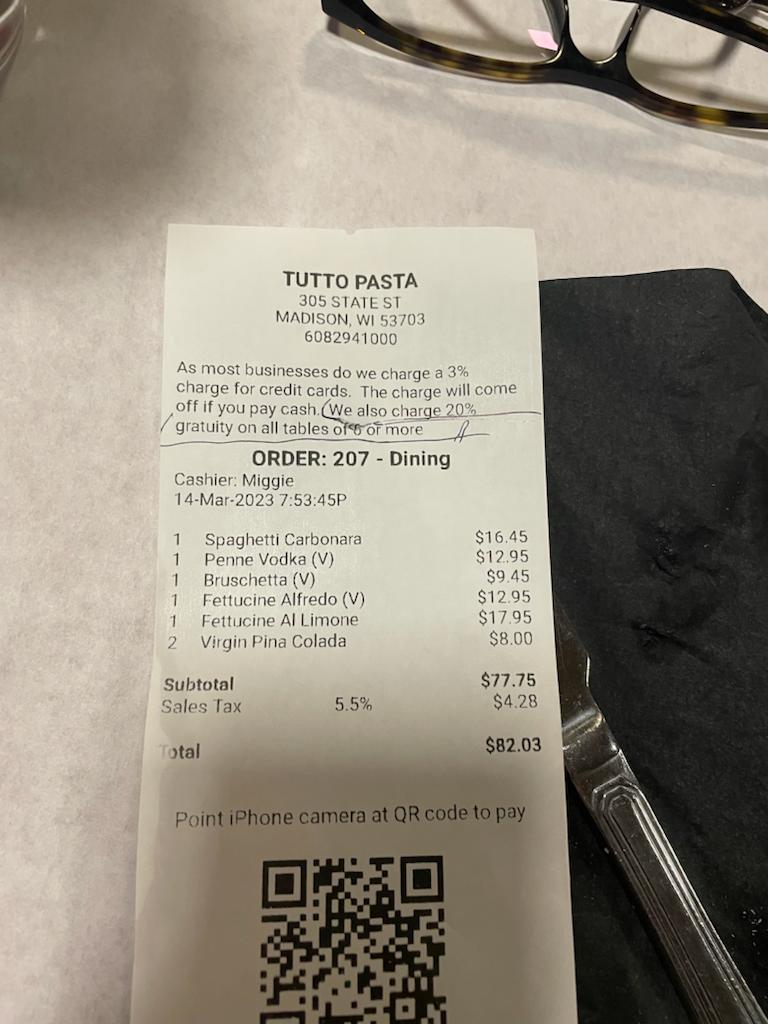 TUTTO PASTA
305 STATE ST
MADISON, WI 53703
6082941000
As most businesses do we charge a 3%
charge for credit cards. The charge will come
off if you pay cash. (We also charge 20%
gratuity on all tables of 6 or more
ORDER: 207 - Dining
Cashier: Miggie
14-Mar-2023 7:53:45P
1 Spaghetti Carbonara $16.45
1 Penne Vodka (V) $12.95
1 Bruschetta (V) $9.45
1 Fettucine Alfredo (V) $12.95
1 Fettucine Al Limone $17.95
2 Virgin Pina Colada $8.00
Subtotal $77.75
Sales Tax 5.5% $4.28
Total $82.03
Point iPhone camera at QR code to pay